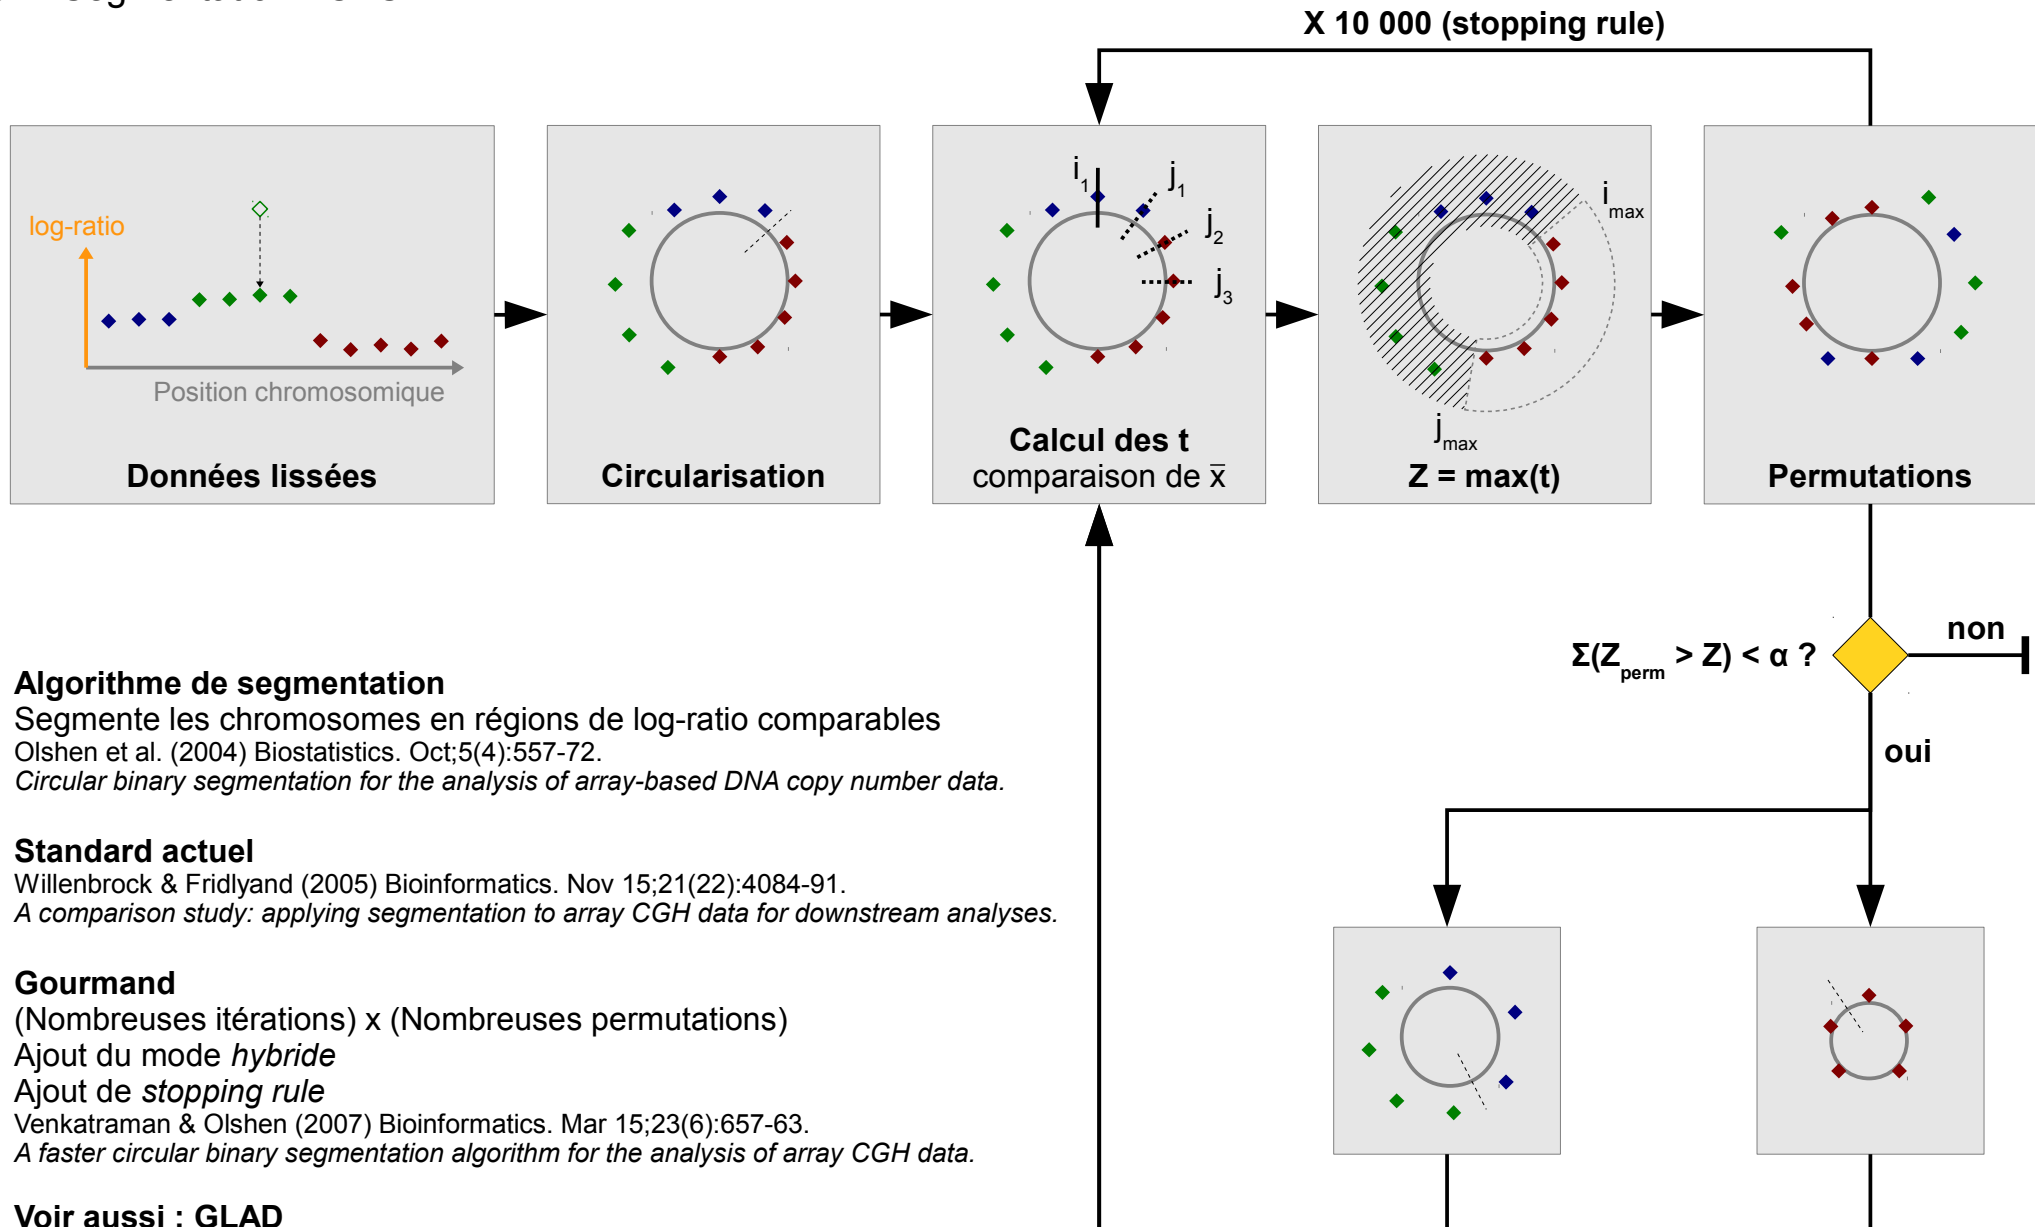 X 10 000 (stopping rule)
log-ratio
Position chromosomique
Données lissées
Circularisation
i1
j1
j2
j3
Calcul des t
comparaison de x̄
imax
jmax
Z = max(t)
Permutations
Σ(Zperm > Z) < α ?
non
oui
Algorithme de segmentation
Segmente les chromosomes en régions de log-ratio comparables
Olshen et al. (2004) Biostatistics. Oct;5(4):557-72.
Circular binary segmentation for the analysis of array-based DNA copy number data.
Standard actuel
Willenbrock & Fridlyand (2005) Bioinformatics. Nov 15;21(22):4084-91.
A comparison study: applying segmentation to array CGH data for downstream analyses.
Gourmand
(Nombreuses itérations) x (Nombreuses permutations)
Ajout du mode hybride
Ajout de stopping rule
Venkatraman & Olshen (2007) Bioinformatics. Mar 15;23(6):657-63.
A faster circular binary segmentation algorithm for the analysis of array CGH data.
Voir aussi : GLAD